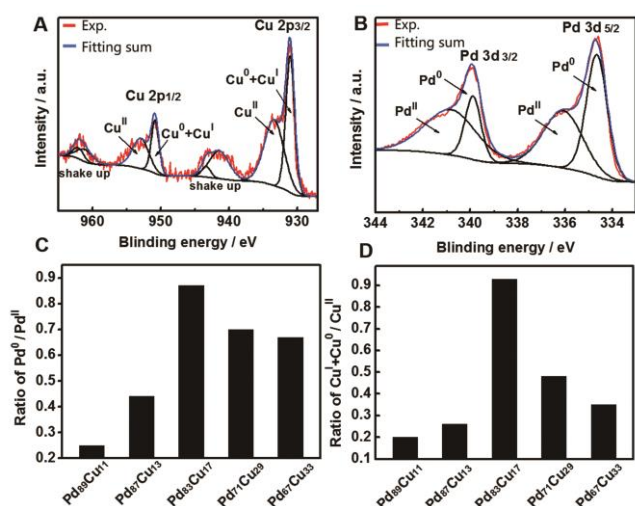 A
Exp.
Fitting sum
Cu 2p3/2
Cu 2p1/2
Cu⁰+Cuᴵ
Cuᴵᴵ
Cuᴵᴵ
Cu⁰+Cuᴵ
shake up
shake up
Intensity / a.u.
960 950 940 930
Blinding energy / eV
B
Exp.
Fitting sum
Pd 3d 5/2
Pd 3d 3/2
Pd⁰
Pd⁰
Pdᴵᴵ
Pdᴵᴵ
Intensity / a.u.
344 340 338 336 334
Blinding energy / eV
C
Ratio of Pd⁰/Pdᴵᴵ
0.9
0.8
0.7
0.6
0.5
0.4
0.3
0.2
Pd89Cu11 Pd87Cu13 Pd83Cu17 Pd71Cu29 Pd67Cu33
D
Ratio of Cuᴵ+Cu⁰ / Cuᴵᴵ
0.9
0.8
0.7
0.6
0.5
0.4
0.3
0.2
0.1
Pd89Cu11 Pd87Cu13 Pd83Cu17 Pd71Cu29 Pd67Cu33